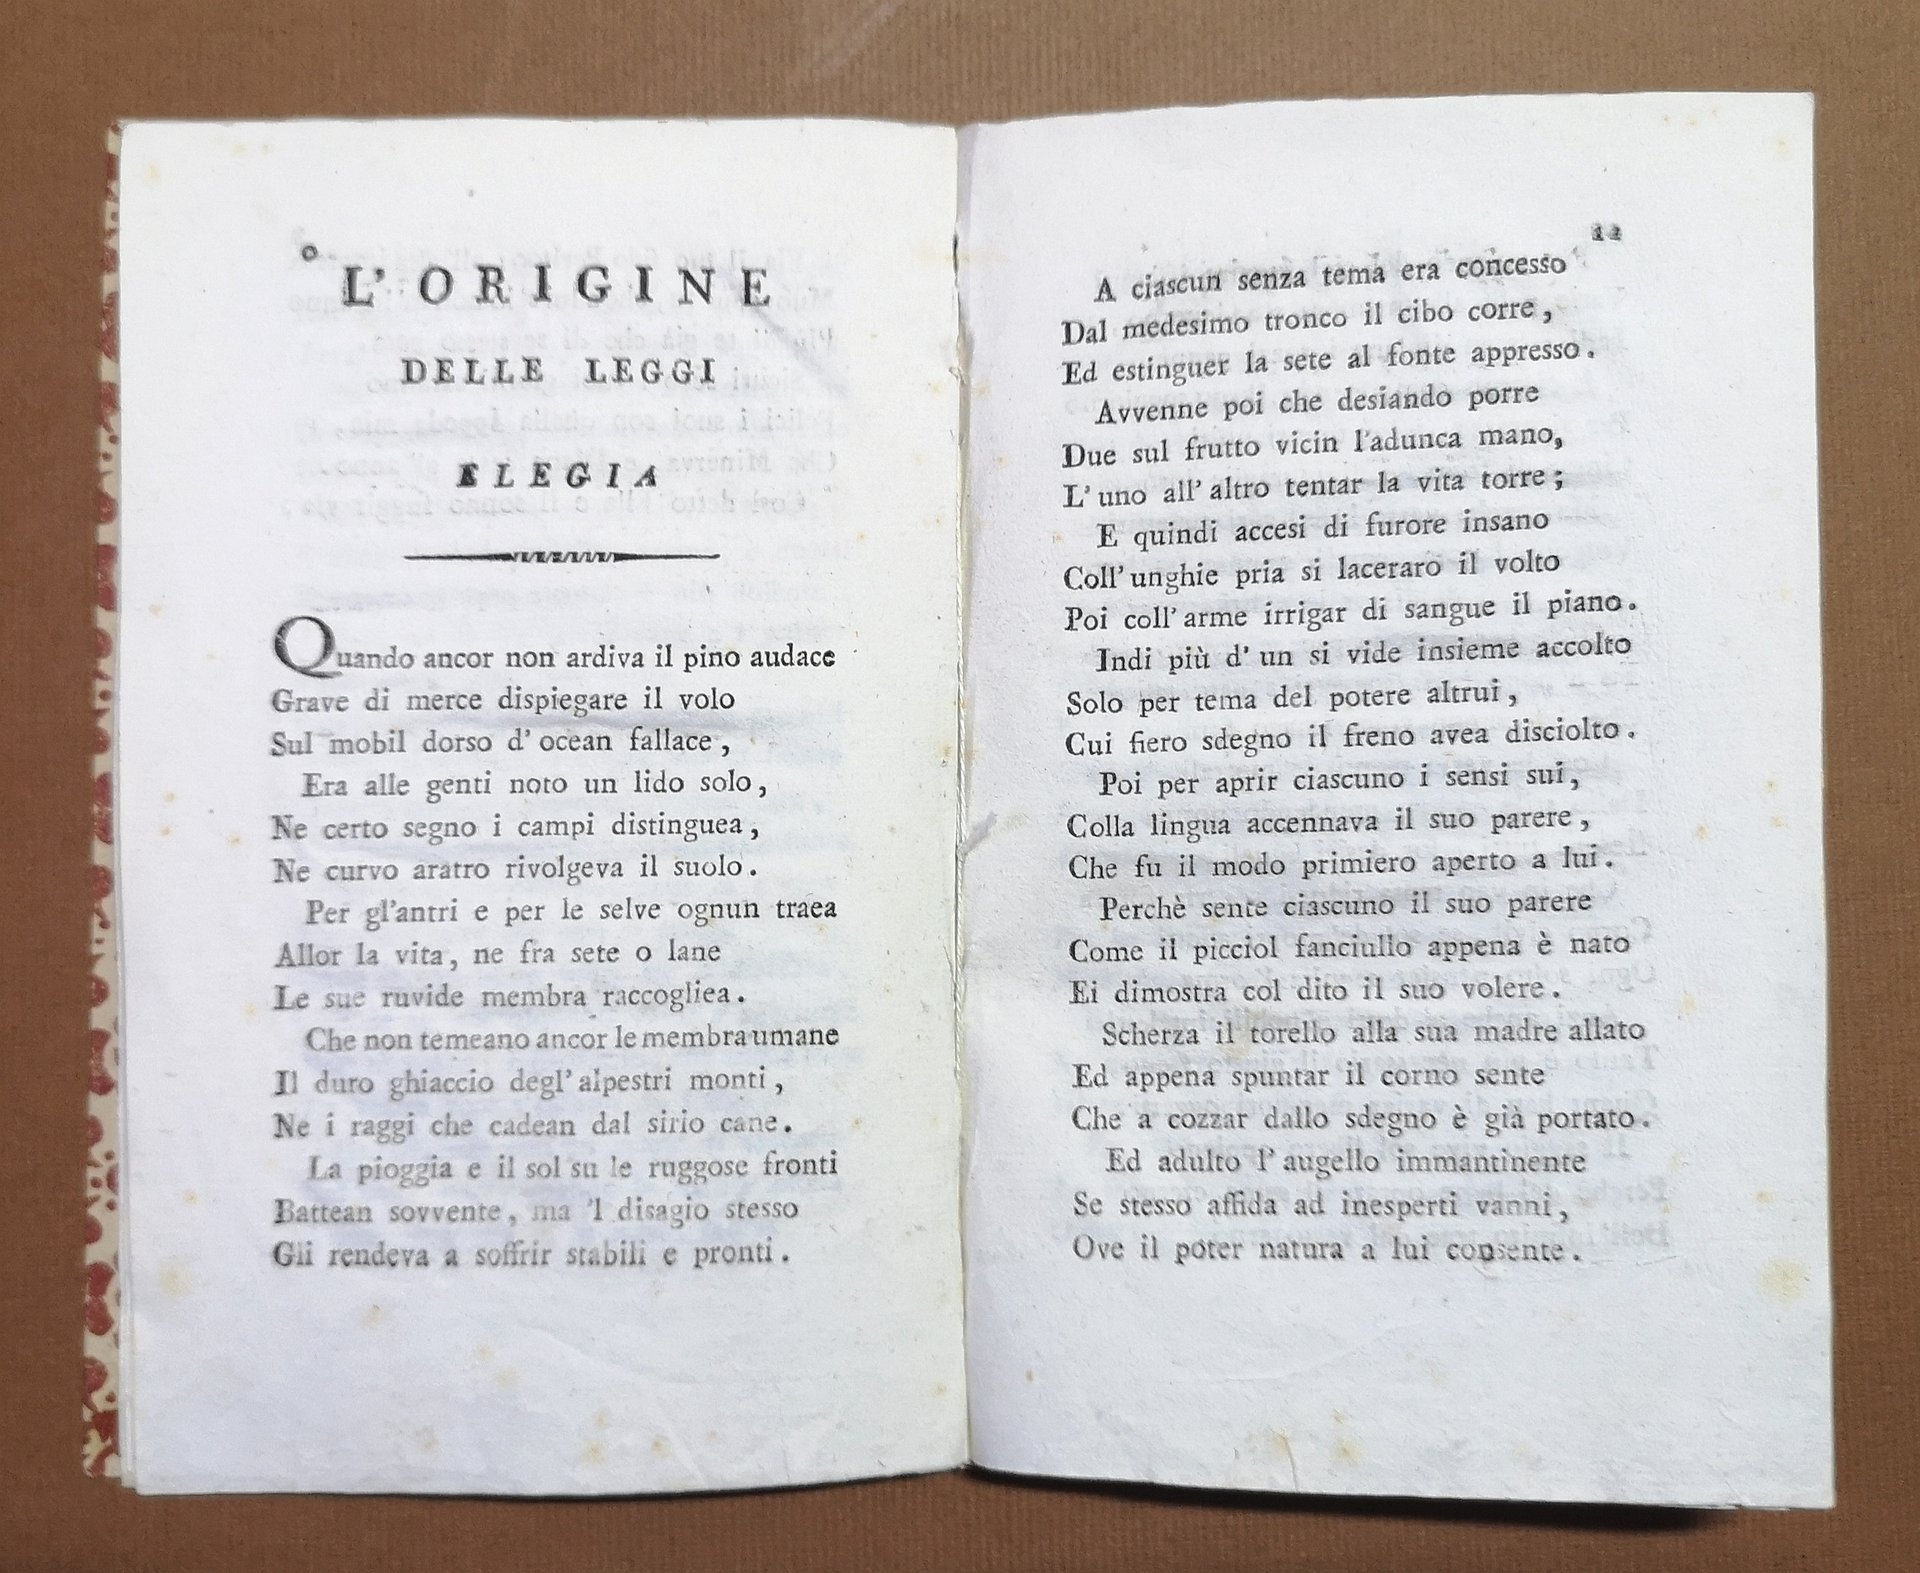 L'ORIGINE
DELLE LEGGI
ELEGIA
Quando ancor non ardiva il pino audace
Grave di merce dispiegare il volo
Sul mobil dorso d'ocean fallace,
Era alle genti noto un lido solo,
Ne certo segno i campi distinguea,
Ne curvo aratro rivolgeva il suolo.
Per gl'antri e per le selve ognun traea
Allor la vita, ne fra sete o lane
Le sue ruvide membra raccogliea.
Che non temeano ancor le membra umane
Il duro ghiaccio degl'alpestri monti,
Ne i raggi che cadean dal sirio cane.
La pioggia e il sol su le ruggose fronti
Battean sovvente, ma 'l disagio stesso
Gli rendeva a soffrir stabili e pronti.
11
A ciascun senza tema era concesso
Dal medesimo tronco il cibo corre,
Ed estinguer la sete al fonte appresso.
Avvenne poi che desiando porre
Due sul frutto vicin l'adunca mano,
L'uno all'altro tentar la vita torre;
E quindi accesi di furore insano
Coll'unghie pria si laceraro il volto
Poi coll'arme irrigar di sangue il piano.
Indi più d'un si vide insieme accolto
Solo per tema del potere altrui,
Cui fiero sdegno il freno avea disciolto.
Poi per aprir ciascuno i sensi sui,
Colla lingua accennava il suo parere,
Che fu il modo primiero aperto a lui.
Perchè sente ciascuno il suo parere
Come il picciol fanciullo appena è nato
Ei dimostra col dito il suo volere.
Scherza il torello alla sua madre allato
Ed appena spuntar il corno sente
Che a cozzar dallo sdegno è già portato.
Ed adulto l'augello immantinente
Se stesso affida ad inesperti vanni,
Ove il poter natura a lui consente.